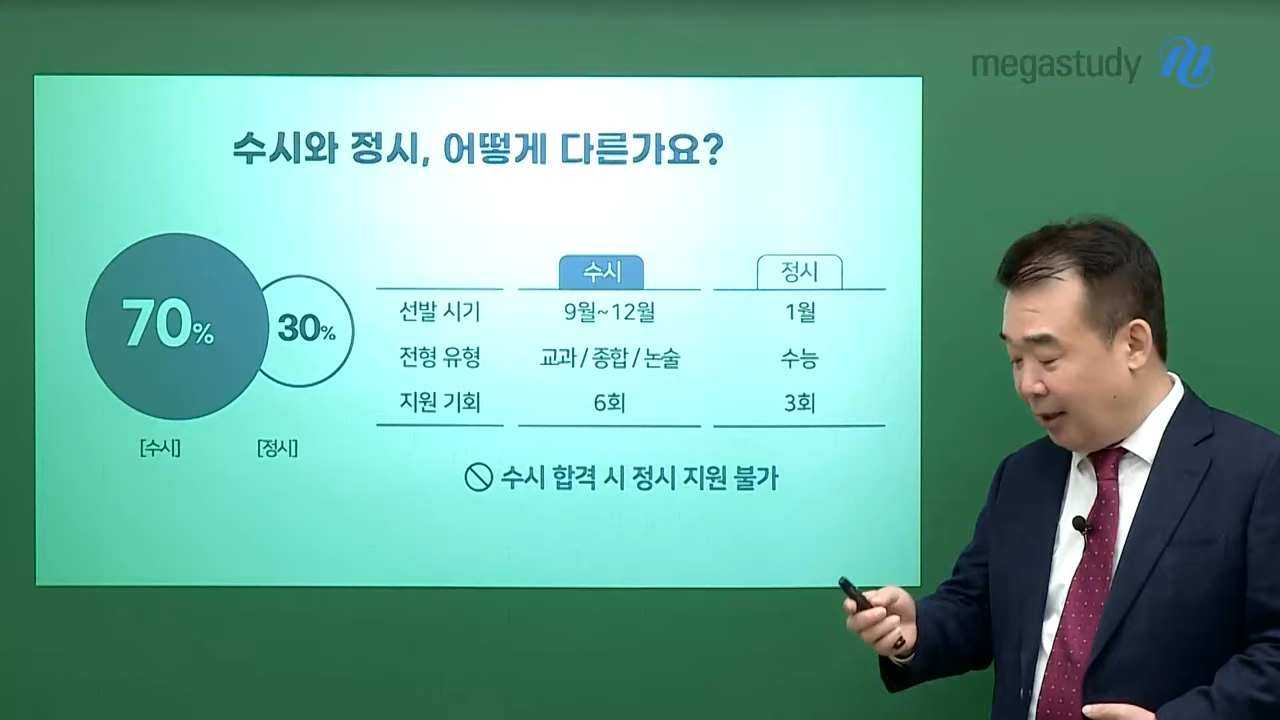 megastudy
수시와 정시, 어떻게 다른가요?
70%
30%
[수시]
[정시]
수시 정시
선발 시기 9월~12월 1월
전형 유형 교과 / 종합 / 논술 수능
지원 기회 6회 3회
수시 합격 시 정시 지원 불가